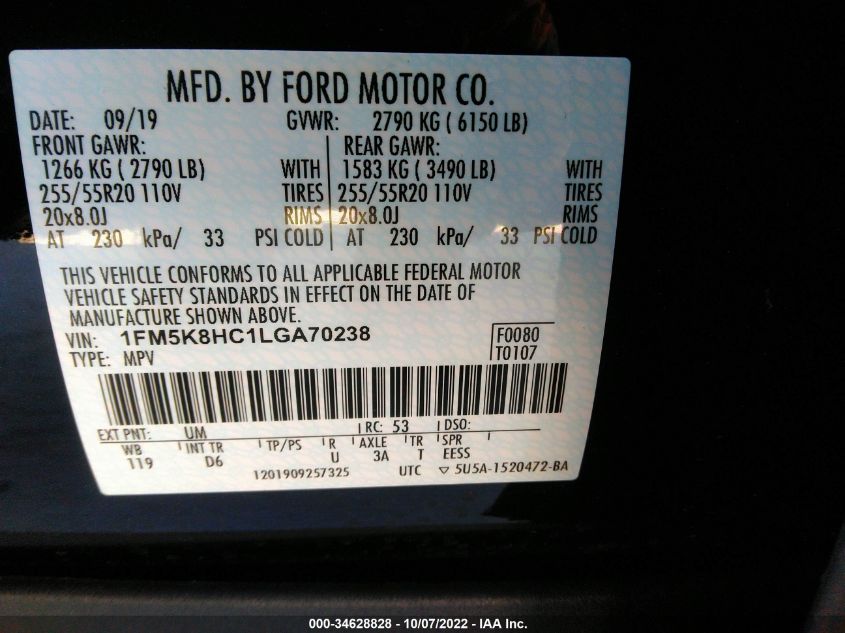 MFD. BY FORD MOTOR CO.
DATE: 09/19 GVWR: 2790 KG ( 6150 LB)
FRONT GAWR: REAR GAWR:
1266 KG ( 2790 LB) WITH 1583 KG ( 3490 LB) WITH
255/55R20 110V TIRES 255/55R20 110V TIRES
20x8.0J RIMS 20x8.0J RIMS
AT 230 kPa/ 33 PSI COLD AT 230 kPa/ 33 PSI COLD
THIS VEHICLE CONFORMS TO ALL APPLICABLE FEDERAL MOTOR
VEHICLE SAFETY STANDARDS IN EFFECT ON THE DATE OF
MANUFACTURE SHOWN ABOVE.
VIN: 1FM5K8HC1LGA70238 F0080
TYPE: MPV T0107
EXT PNT: UM RC: 53 DSO:
WB INT TR TP/PS R AXLE TR SPR
119 D6 U 3A T EESS
1201909257325 UTC ▽ 5U5A-1520472-BA
000-34628828 - 10/07/2022 - IAA Inc.